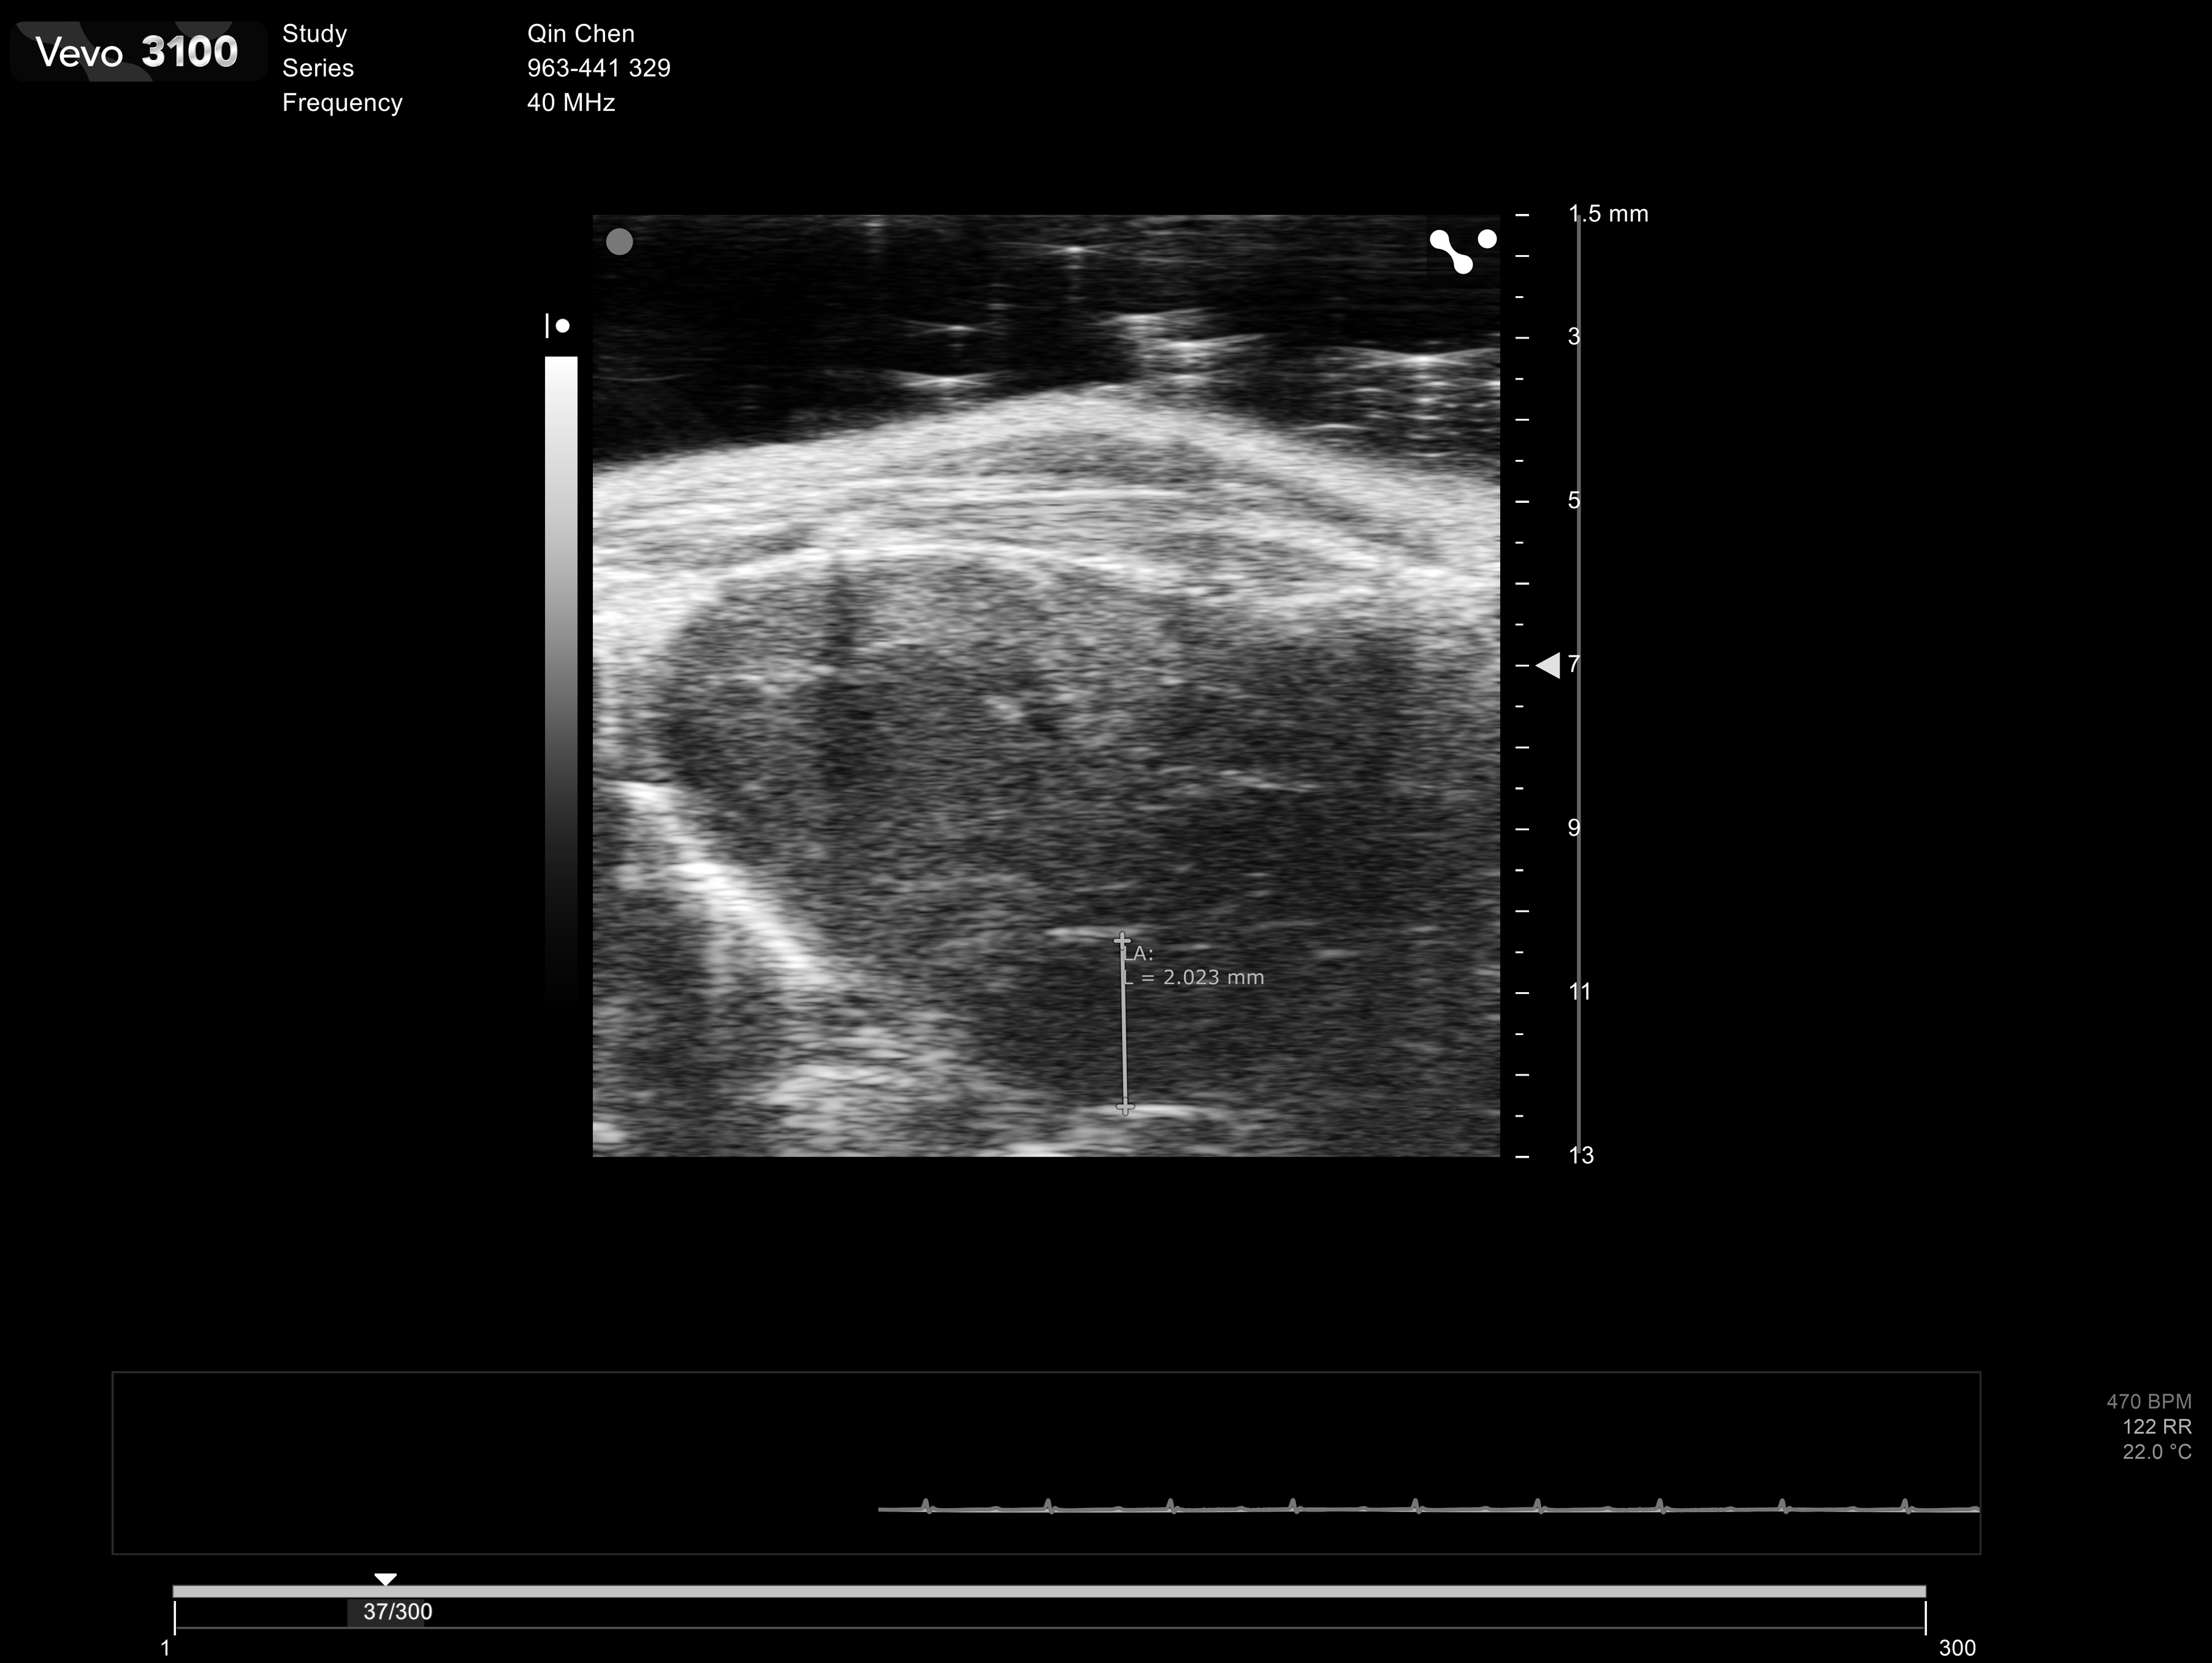 Vevo 3100
Study Qin Chen
Series 963-441 329
Frequency 40 MHz
1.5 mm
3
5
7
9
LA:
L = 2.023 mm
11
13
470 BPM
122 RR
22.0 °C
37/300
1 300